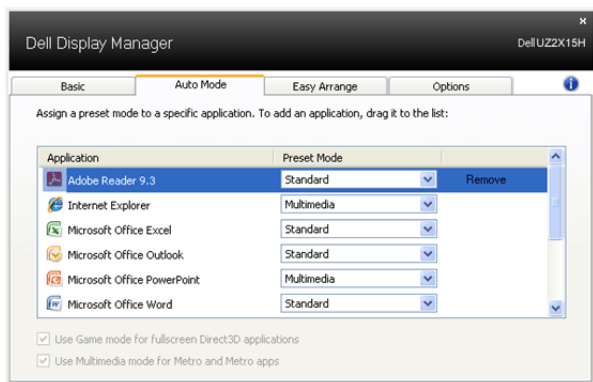 x
Dell Display Manager
Dell UZ2X15H
Basic Auto Mode Easy Arrange Options
Assign a preset mode to a specific application. To add an application, drag it to the list:
Application Preset Mode
Adobe Reader 9.3 Standard Remove
Internet Explorer Multimedia
Microsoft Office Excel Standard
Microsoft Office Outlook Standard
Microsoft Office PowerPoint Multimedia
Microsoft Office Word Standard
Use Game mode for fullscreen Direct3D applications
Use Multimedia mode for Metro and Metro apps